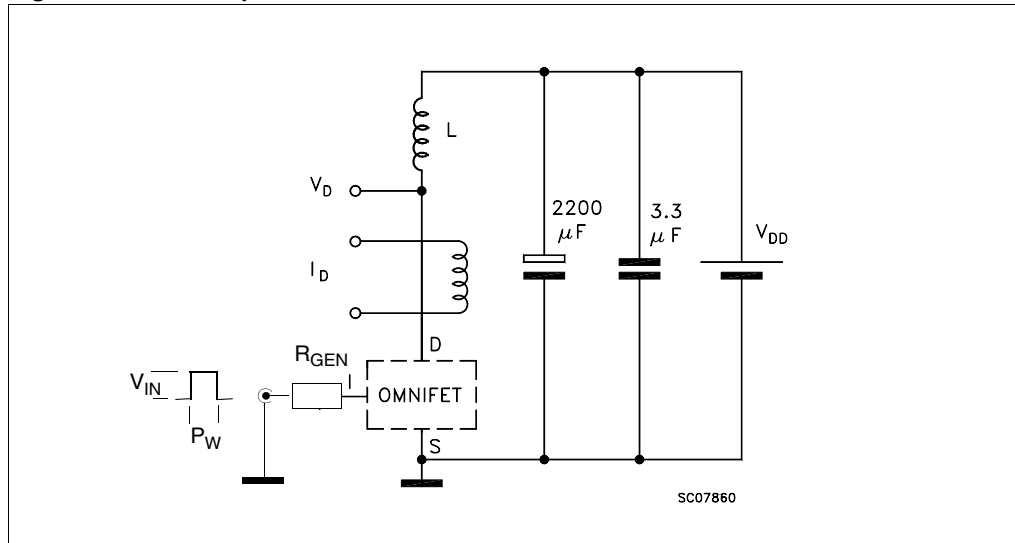 L
V_D
2200
μF
3.3
μF
V_DD
I_D
D
R_GEN
I
V_IN
OMNIFET
P_W
S
SC07860